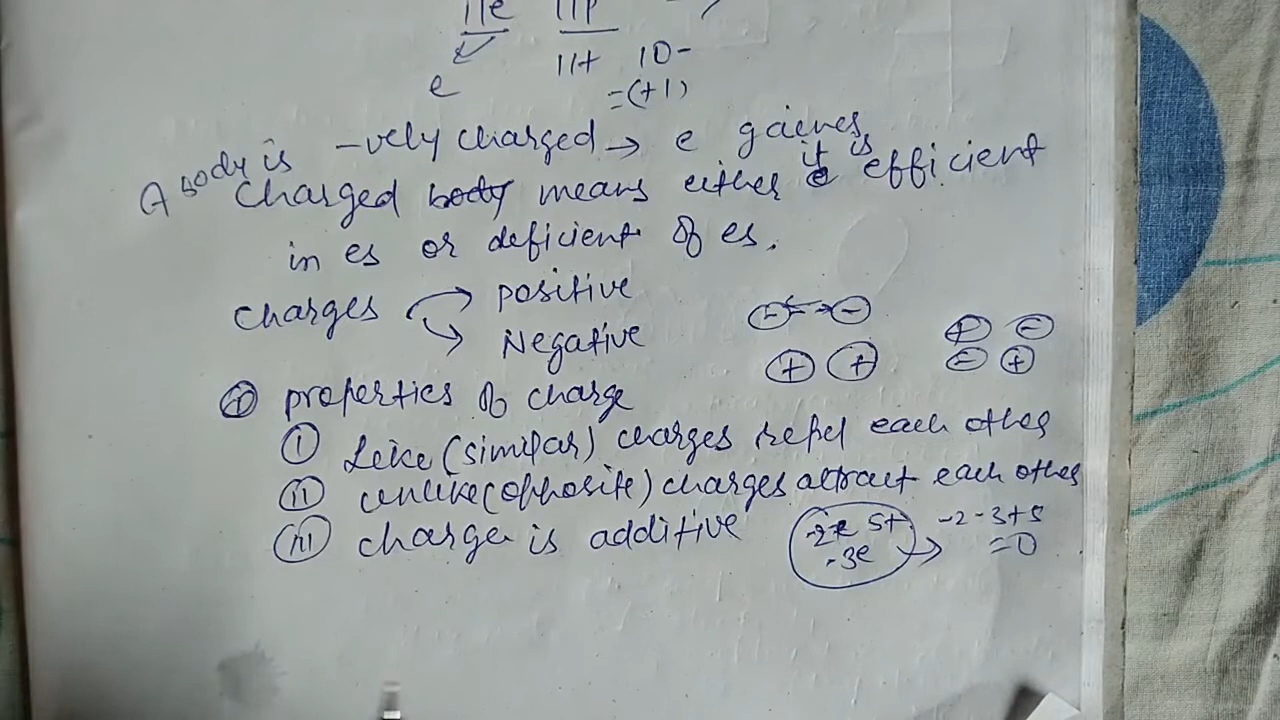 11e 11p
e 11+ 10-
=(+1)
-vely charged → e gaines
A body is charged body means either it is efficient
in es or deficient of es.
charges → positive
→ Negative
properties of charge
(i) Like (similar) charges repel each other
(ii) unlike (opposite) charges attract each other
(iii) charge is additive -2e 5+ -2-3+5
-3e → =0